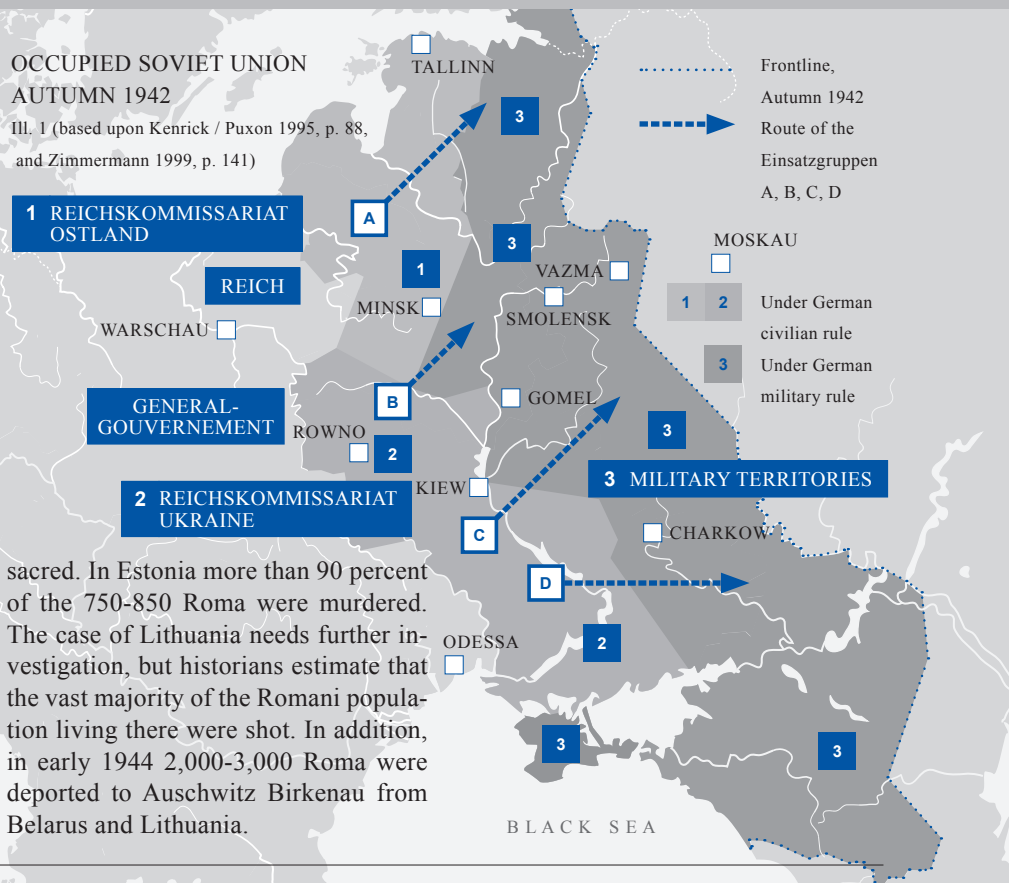 OCCUPIED SOVIET UNION
AUTUMN 1942
Ill. 1 (based upon Kenrick / Puxon 1995, p. 88,
and Zimmermann 1999, p. 141)
Frontline,
Autumn 1942
Route of the
Einsatzgruppen
A, B, C, D
MOSKAU
1 2 Under German
civilian rule
3 Under German
military rule
TALLINN
3
A
1 REICHSKOMMISSARIAT
OSTLAND
3
1
VAZMA
REICH
MINSK
SMOLENSK
WARSCHAU
B
GOMEL
GENERAL-
GOUVERNEMENT
ROWNO
2
3
3 MILITARY TERRITORIES
2 REICHSKOMMISSARIAT
UKRAINE
KIEW
C
CHARKOW
D
ODESSA
2
3
3
BLACK SEA
sacred. In Estonia more than 90 percent
of the 750-850 Roma were murdered.
The case of Lithuania needs further in-
vestigation, but historians estimate that
the vast majority of the Romani popula-
tion living there were shot. In addition,
in early 1944 2,000-3,000 Roma were
deported to Auschwitz Birkenau from
Belarus and Lithuania.